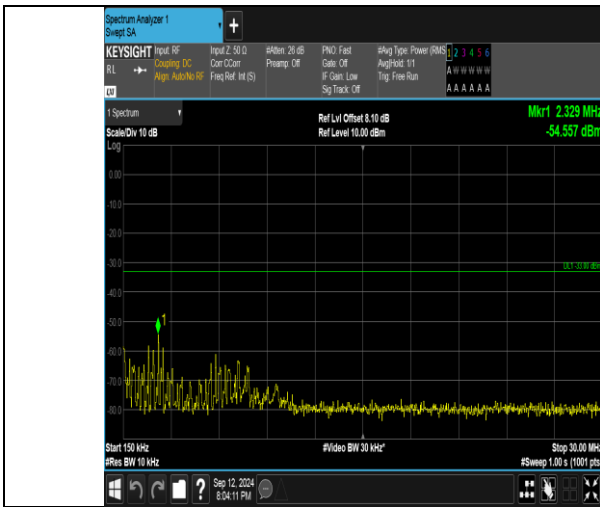 Spectrum Analyzer 1
Swept SA
+
KEYSIGHT Input: RF Input Z: 50 Ω #Atten: 26 dB PNO: Fast #Avg Type: Power (RMS 1 2 3 4 5 6
RL Coupling: DC Corr CCorr Preamp: Off Gate: Off Avg|Hold: 1/1 A W W W W W
Align: Auto/No RF Freq Ref: Int (S) IF Gain: Low Trig: Free Run
LXI Sig Track: Off A A A A A A
1 Spectrum Ref Lvl Offset 8.10 dB Mkr1 2.329 MHz
Scale/Div 10 dB Ref Level 10.00 dBm -54.557 dBm
Log
0.00
-10.0
-20.0
-30.0 DL1 -33.00 dBm
-40.0
-50.0
1
-60.0
-70.0
-80.0
Start 150 kHz #Video BW 30 kHz* Stop 30.00 MHz
#Res BW 10 kHz #Sweep 1.00 s (1001 pts
? Sep 12, 2024
8:04:11 PM